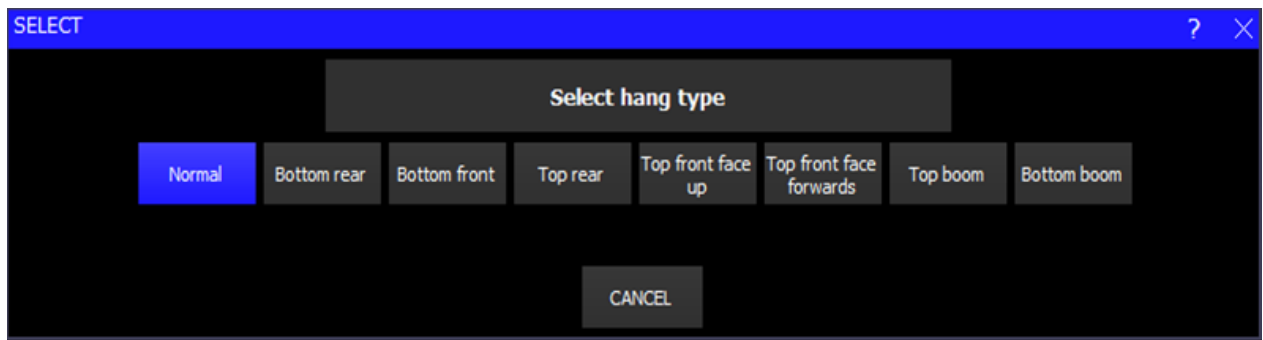 SELECT ?
Select hang type
Normal Bottom rear Bottom front Top rear Top front face up Top front face forwards Top boom Bottom boom
CANCEL